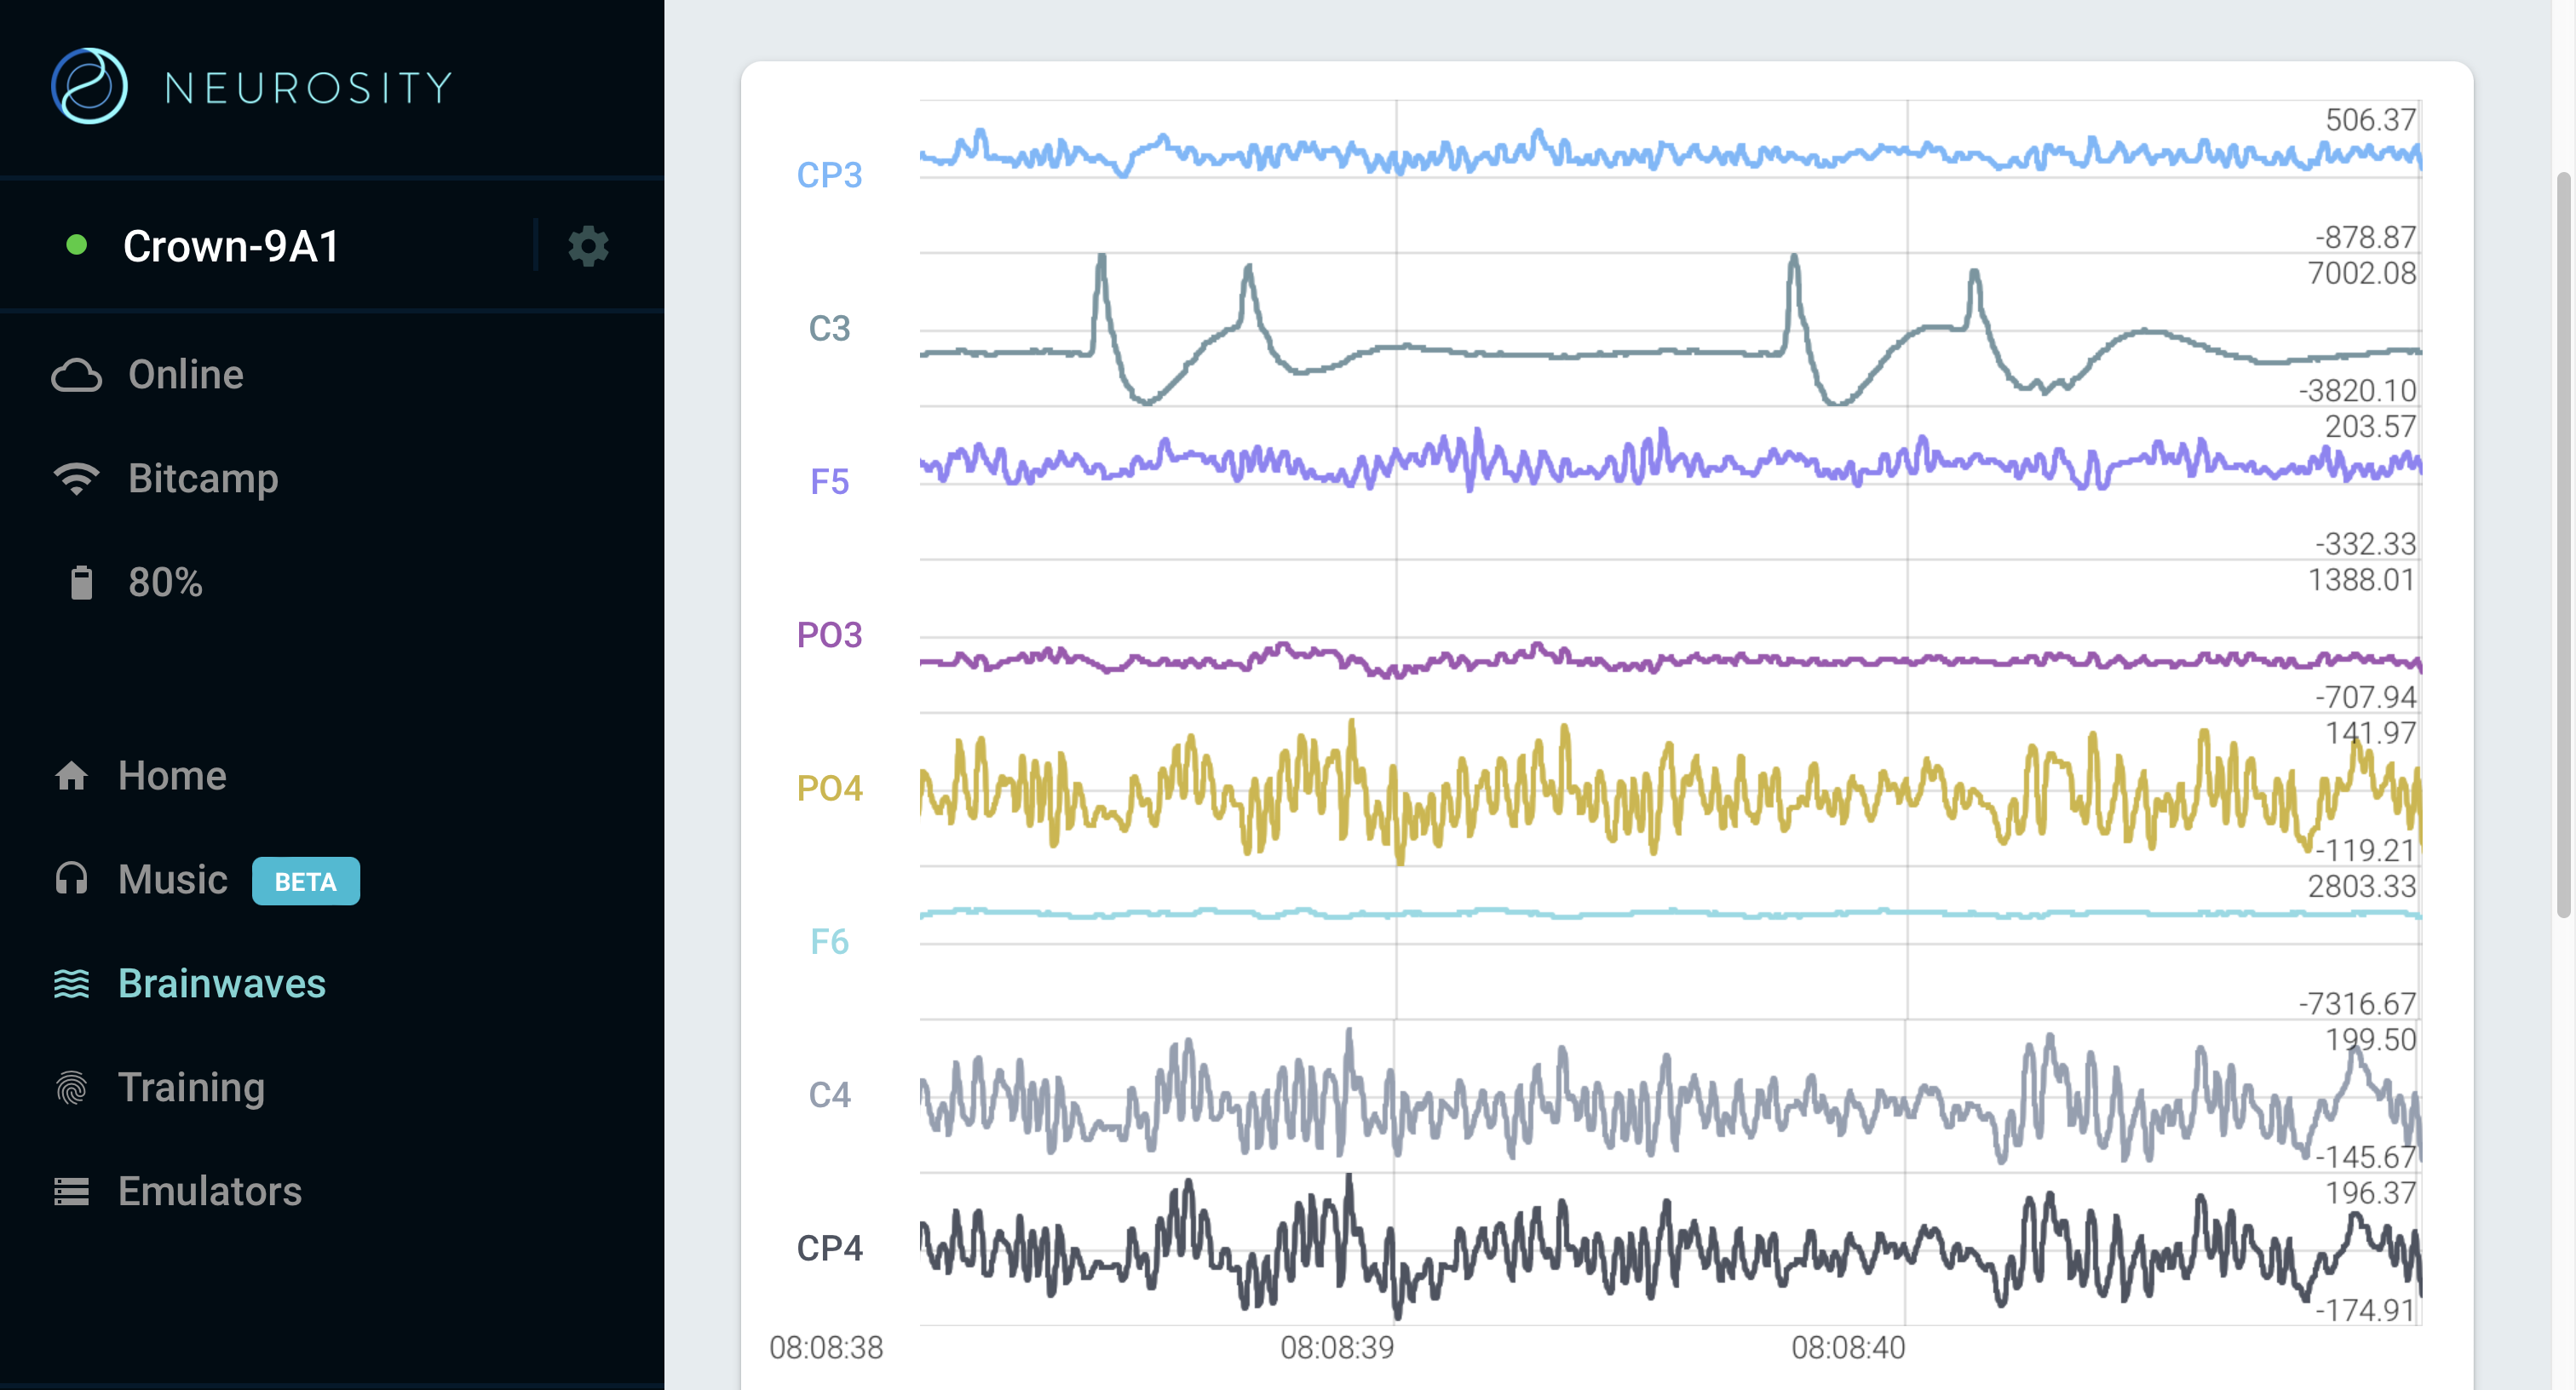 NEUROSITY
Crown-9A1
Online
Bitcamp
80%
Home
Music BETA
Brainwaves
Training
Emulators
506.37
CP3
-878.87
7002.08
C3
-3820.10
203.57
F5
-332.33
1388.01
PO3
-707.94
141.97
PO4
-119.21
2803.33
F6
-7316.67
199.50
C4
-145.67
196.37
CP4
-174.91
08:08:38 08:08:39 08:08:40